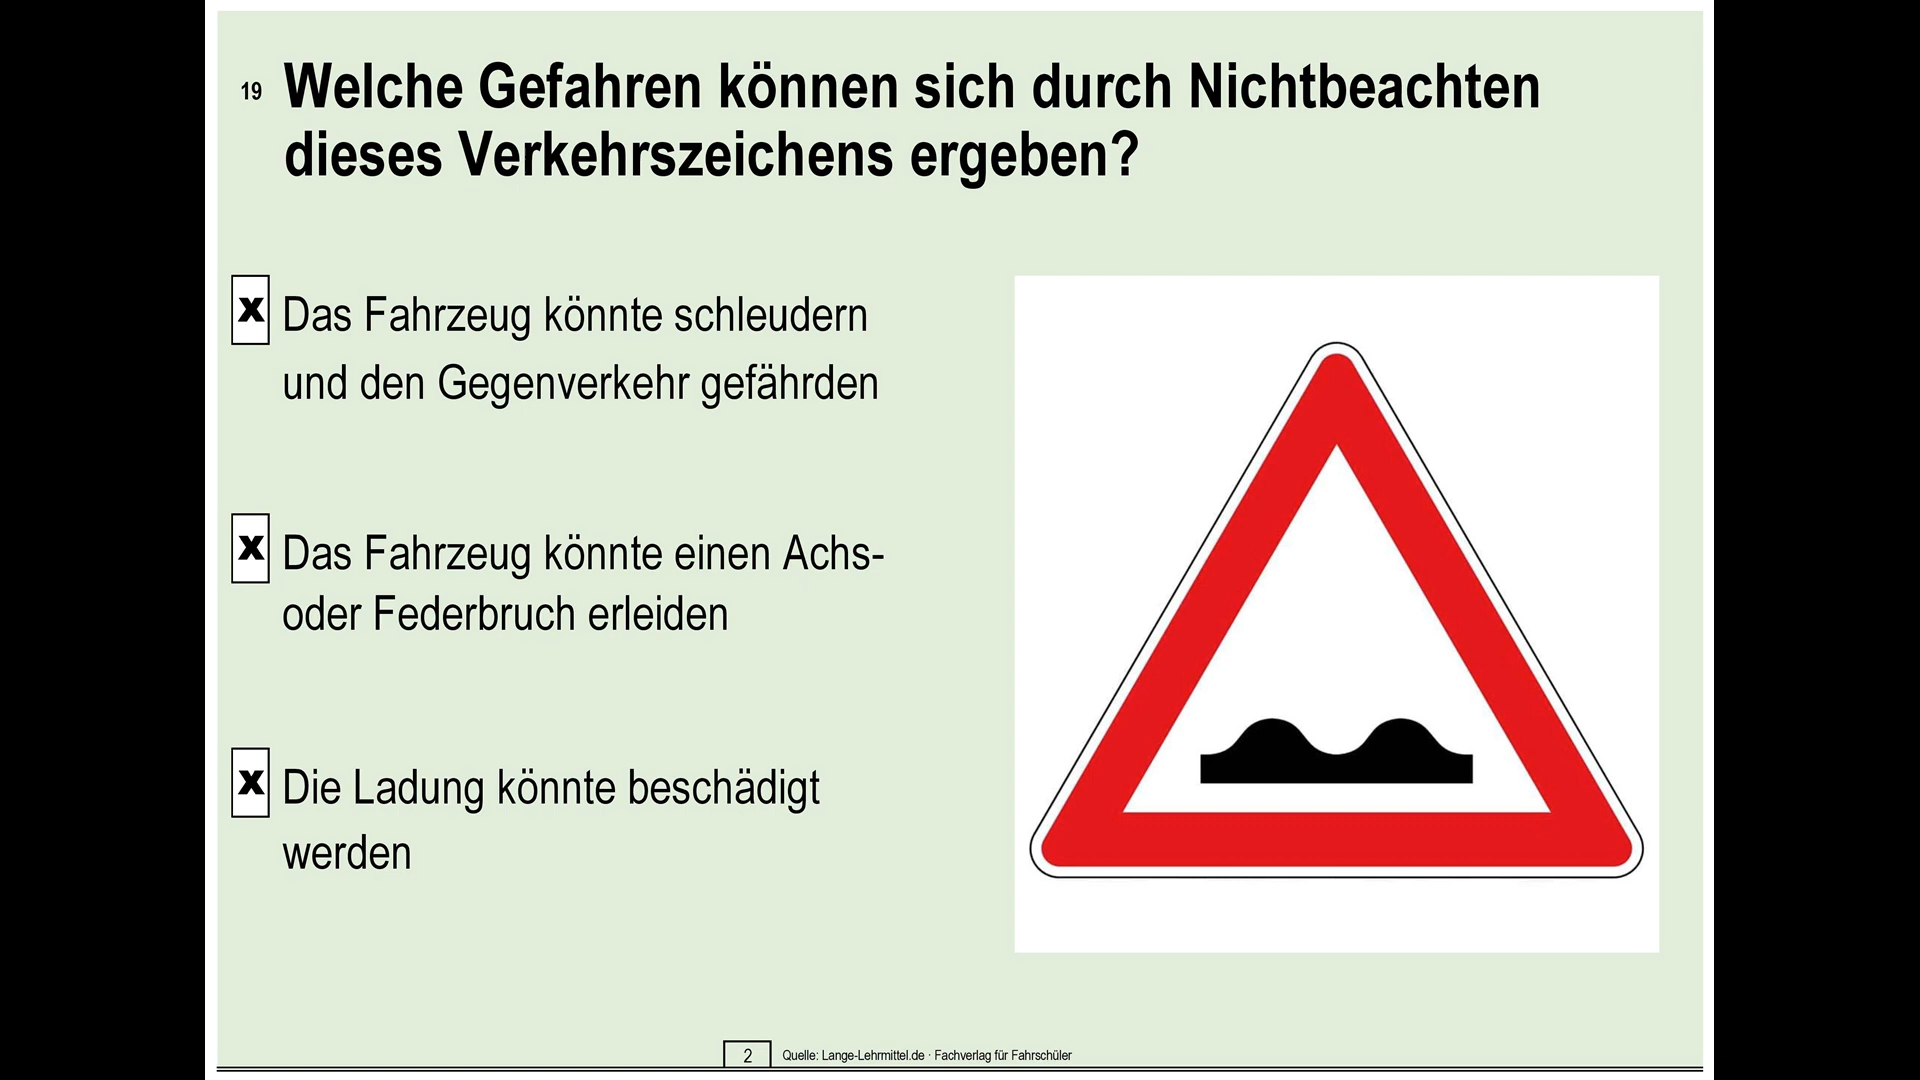 19 Welche Gefahren können sich durch Nichtbeachten
dieses Verkehrszeichens ergeben?
x Das Fahrzeug könnte schleudern
und den Gegenverkehr gefährden
x Das Fahrzeug könnte einen Achs-
oder Federbruch erleiden
x Die Ladung könnte beschädigt
werden
2 Quelle: Lange-Lehrmittel.de · Fachverlag für Fahrschüler